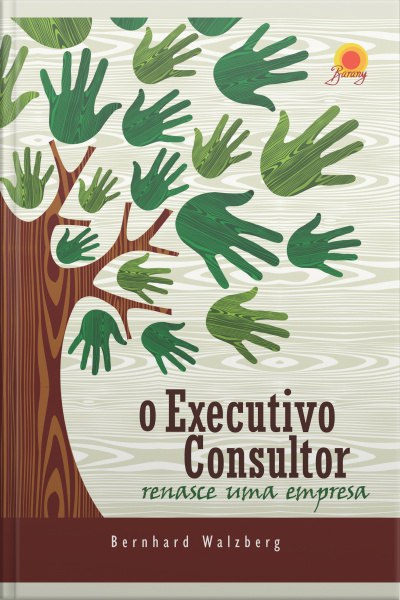 Barany
o Executivo
Consultor
renasce uma empresa
Bernhard Walzberg